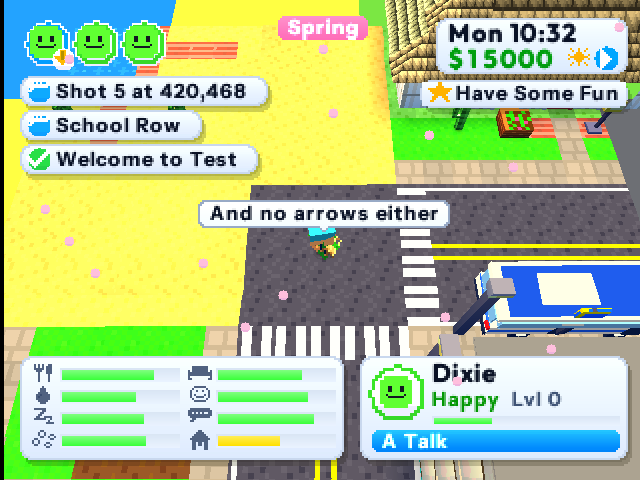 Spring
Mon 10:32
$15000
Have Some Fun
Shot 5 at 420,468
School Row
Welcome to Test
And no arrows either
Dixie
Happy Lvl 0
A Talk